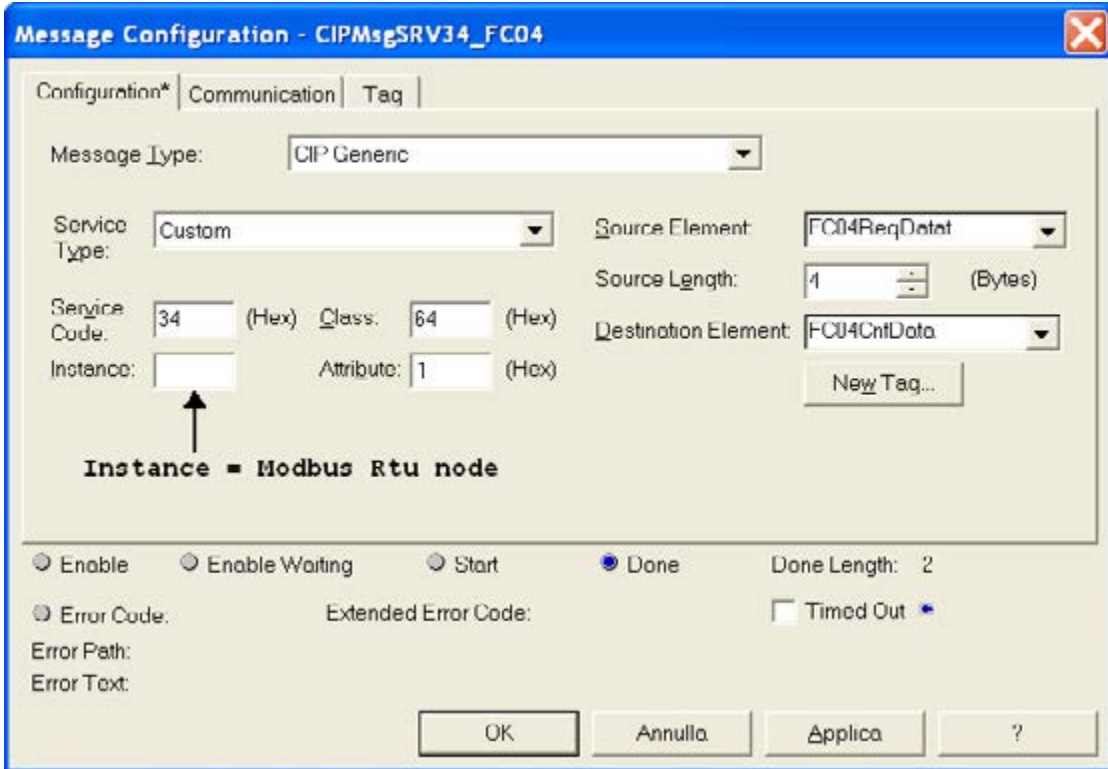 Message Configuration - CIPMsgSRV34_FC04
Configuration* Communication Tag
Message Type: CIP Generic
Service Type: Custom
Source Element: FC04ReqDatat
Source Length: 4 (Bytes)
Service Code: 34 (Hex) Class: 64 (Hex)
Destination Element: FC04CnfData
Instance: Attribute: 1 (Hex)
New Tag...
Instance = Modbus Rtu node
Enable Enable Waiting Start Done Done Length: 2
Error Code: Extended Error Code: Timed Out
Error Path:
Error Text:
OK Annulla Applica ?